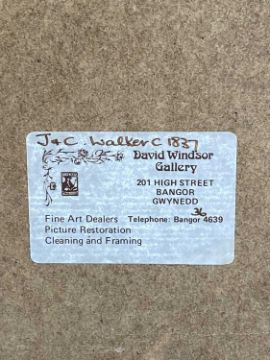 J & C. Walker C 1837
David Windsor
Gallery
201 HIGH STREET
BANGOR
GWYNEDD
36
Fine Art Dealers Telephone: Bangor 4639
Picture Restoration
Cleaning and Framing